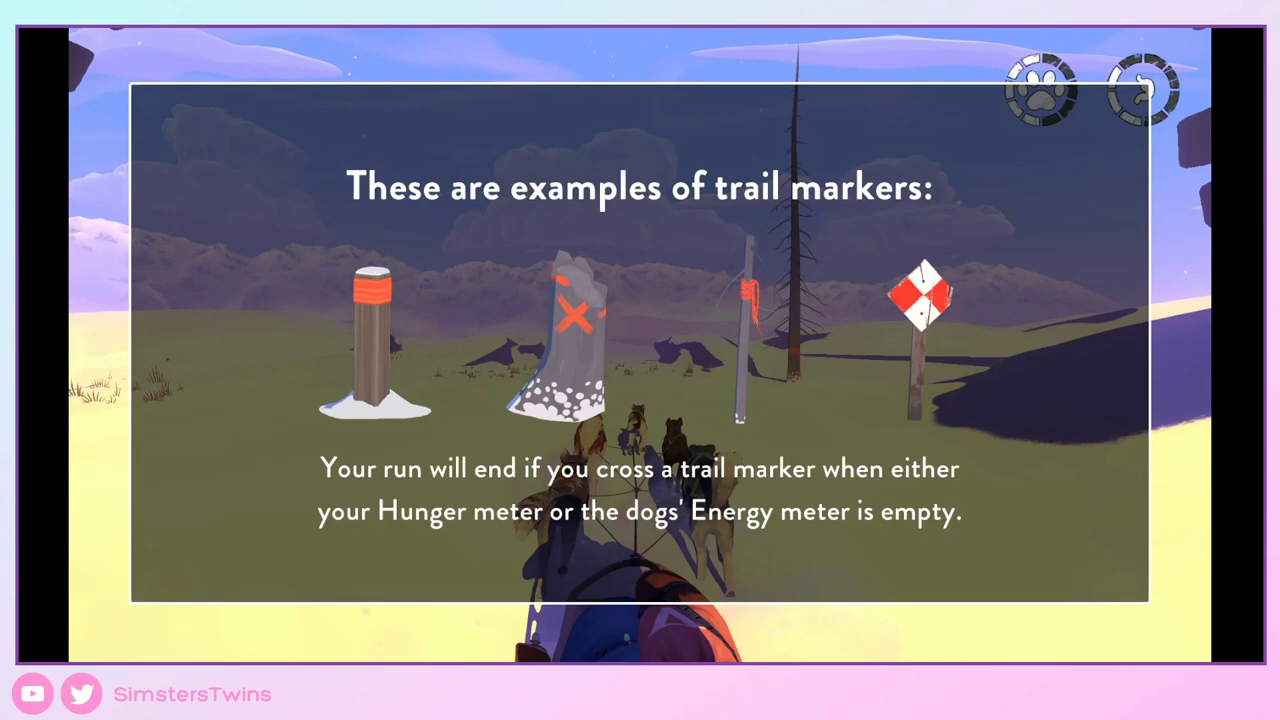 These are examples of trail markers:
Your run will end if you cross a trail marker when either
your Hunger meter or the dogs' Energy meter is empty.
SimstersTwins